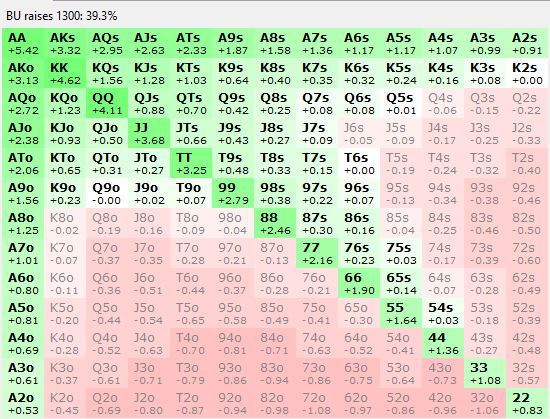 BU raises 1300: 39.3%
AA AKs AQs AJs ATs A9s A8s A7s A6s A5s A4s A3s A2s
+5.42 +3.32 +2.95 +2.63 +2.33 +1.87 +1.58 +1.36 +1.17 +1.17 +1.07 +0.99 +0.91
AKo KK KQs KJs KTs K9s K8s K7s K6s K5s K4s K3s K2s
+3.13 +4.62 +1.56 +1.28 +1.03 +0.64 +0.40 +0.35 +0.32 +0.24 +0.16 +0.08 +0.00
AQo KQo QQ QJs QTs Q9s Q8s Q7s Q6s Q5s Q4s Q3s Q2s
+2.72 +1.23 +4.11 +0.88 +0.70 +0.42 +0.25 +0.08 +0.08 +0.01 -0.06 -0.15 -0.22
AJo KJo QJo JJ JTs J9s J8s J7s J6s J5s J4s J3s J2s
+2.38 +0.93 +0.50 +3.68 +0.66 +0.43 +0.27 +0.09 -0.05 -0.09 -0.17 -0.25 -0.33
ATo KTo QTo JTo TT T9s T8s T7s T6s T5s T4s T3s T2s
+2.06 +0.65 +0.31 +0.27 +3.25 +0.48 +0.33 +0.15 +0.00 -0.19 -0.24 -0.32 -0.40
A9o K9o Q9o J9o T9o 99 98s 97s 96s 95s 94s 93s 92s
+1.56 +0.23 -0.00 +0.02 +0.07 +2.79 +0.38 +0.22 +0.07 -0.13 -0.34 -0.38 -0.46
A8o K8o Q8o J8o T8o 98o 88 87s 86s 85s 84s 83s 82s
+1.25 -0.02 -0.19 -0.16 -0.09 -0.04 +2.46 +0.30 +0.16 -0.04 -0.25 -0.46 -0.50
A7o K7o Q7o J7o T7o 97o 87o 77 76s 75s 74s 73s 72s
+1.01 -0.07 -0.37 -0.35 -0.28 -0.21 -0.13 +2.16 +0.23 +0.03 -0.17 -0.39 -0.60
A6o K6o Q6o J6o T6o 96o 86o 76o 66 65s 64s 63s 62s
+0.80 -0.11 -0.36 -0.51 -0.44 -0.37 -0.28 -0.21 +1.90 +0.14 -0.07 -0.28 -0.49
A5o K5o Q5o J5o T5o 95o 85o 75o 65o 55 54s 53s 52s
+0.81 -0.20 -0.44 -0.54 -0.65 -0.58 -0.49 -0.41 -0.30 +1.64 +0.03 -0.18 -0.39
A4o K4o Q4o J4o T4o 94o 84o 74o 64o 54o 44 43s 42s
+0.69 -0.28 -0.52 -0.63 -0.70 -0.81 -0.71 -0.63 -0.52 -0.41 +1.36 -0.27 -0.48
A3o K3o Q3o J3o T3o 93o 83o 73o 63o 53o 43o 33 32s
+0.61 -0.37 -0.61 -0.71 -0.79 -0.86 -0.94 -0.86 -0.75 -0.64 -0.73 +1.08 -0.57
A2o K2o Q2o J2o T2o 92o 82o 72o 62o 52o 42o 32o 22
+0.52 -0.45 -0.69 -0.80 -0.87 -0.94 -0.98 -1.08 -0.97 -0.86 -0.96 -1.06 +0.83